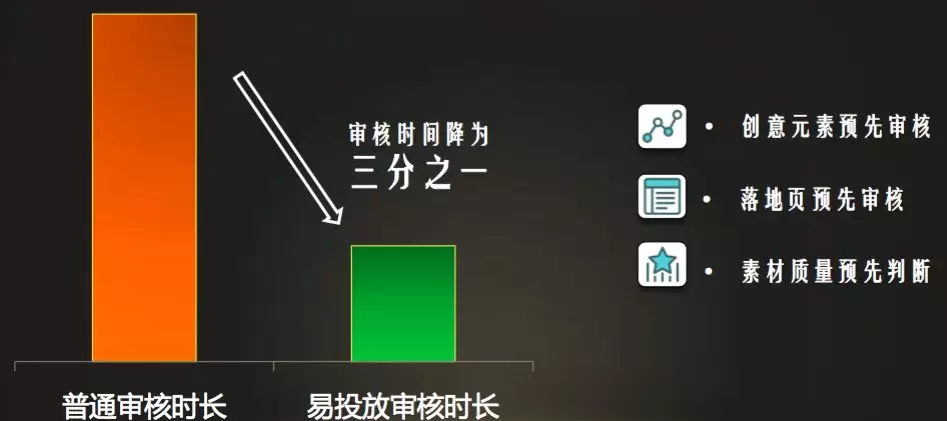 审核时间降为
三分之一
• 创意元素预先审核
• 落地页预先审核
• 素材质量预先判断
普通审核时长
易投放审核时长